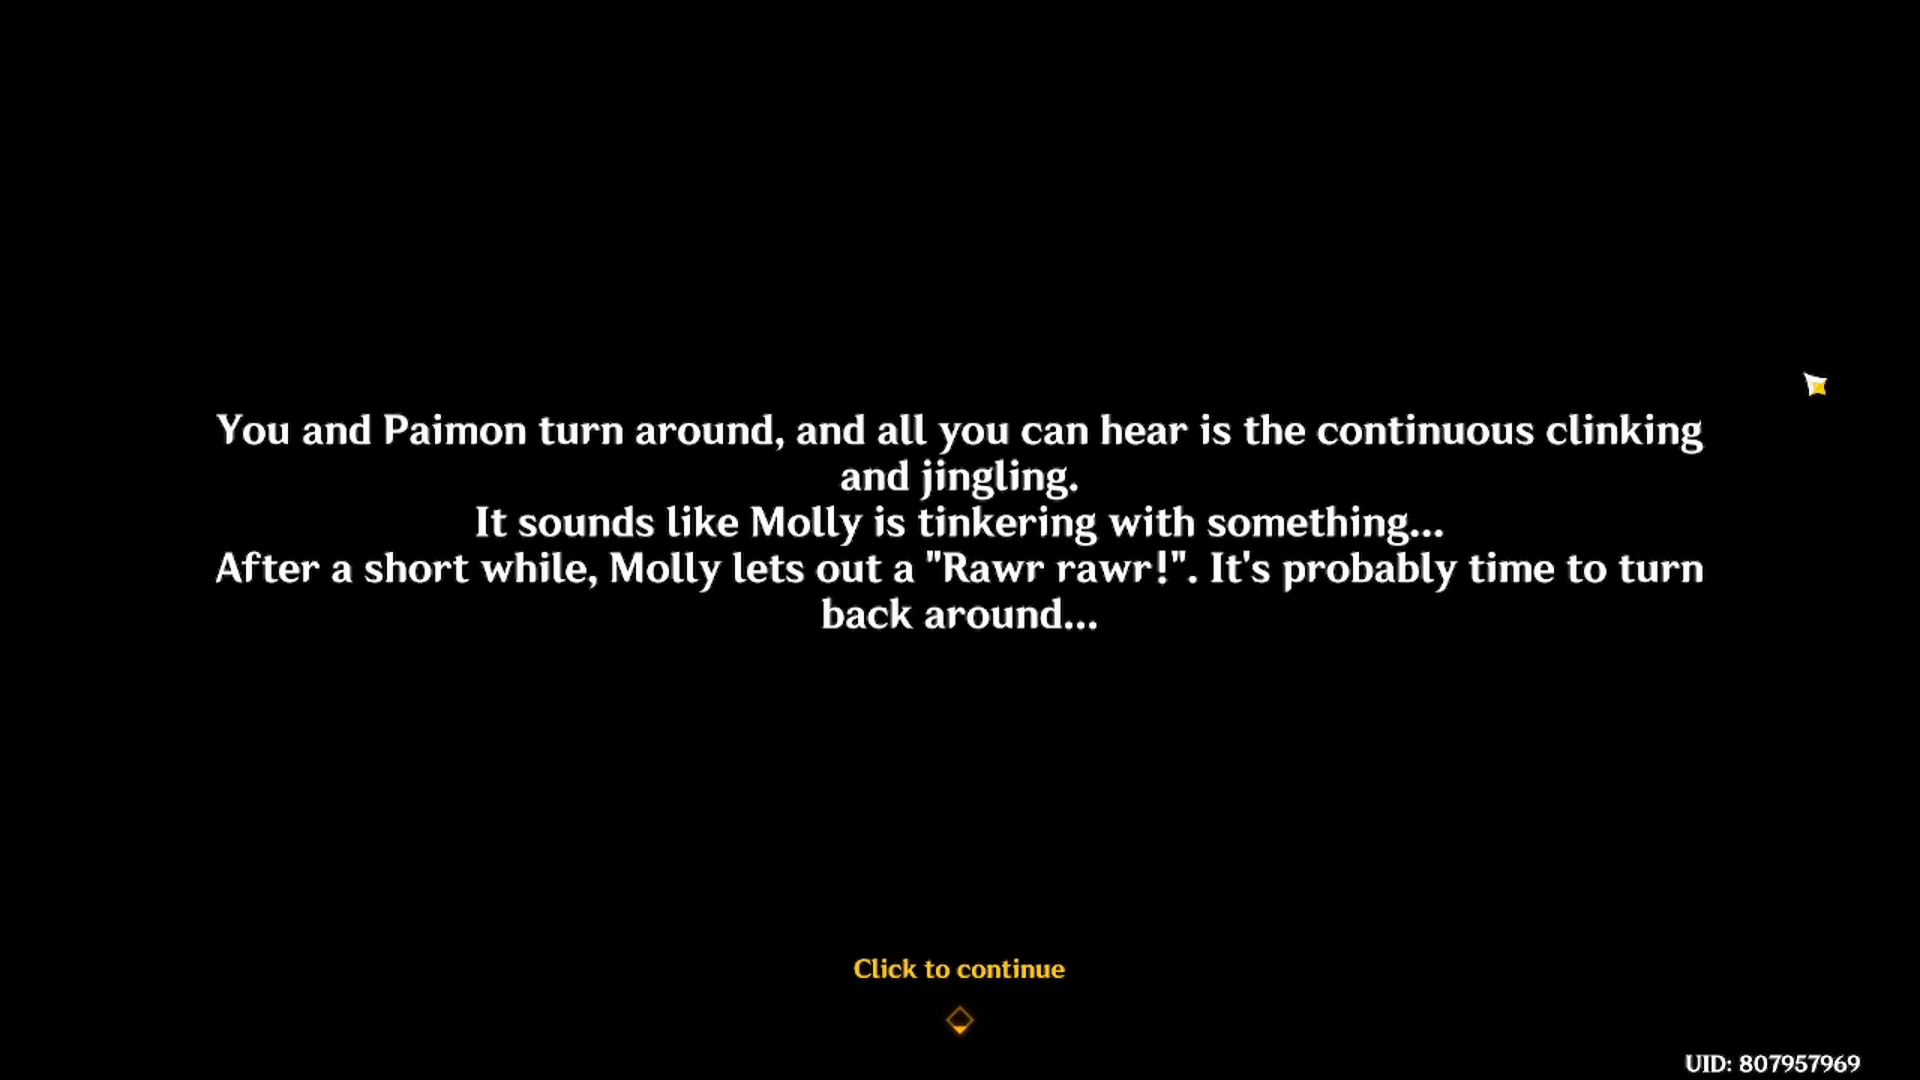 You and Paimon turn around, and all you can hear is the continuous clinking
and jingling.
It sounds like Molly is tinkering with something...
After a short while, Molly lets out a "Rawr rawr!". It's probably time to turn
back around...
Click to continue
UID: 807957969